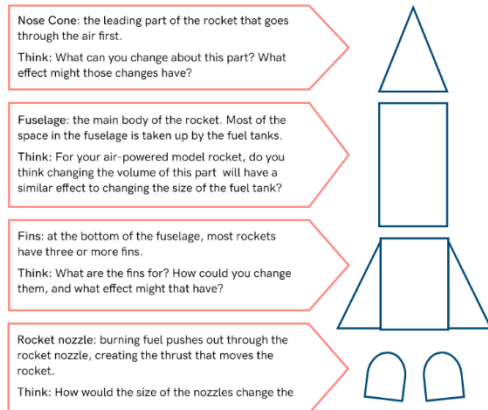 Nose Cone: the leading part of the rocket that goes
through the air first.
Think: What can you change about this part? What
effect might those changes have?
Fuselage: the main body of the rocket. Most of the
space in the fuselage is taken up by the fuel tanks.
Think: For your air-powered model rocket, do you
think changing the volume of this part will have a
similar effect to changing the size of the fuel tank?
Fins: at the bottom of the fuselage, most rockets
have three or more fins.
Think: What are the fins for? How could you change
them, and what effect might that have?
Rocket nozzle: burning fuel pushes out through the
rocket nozzle, creating the thrust that moves the
rocket.
Think: How would the size of the nozzles change the